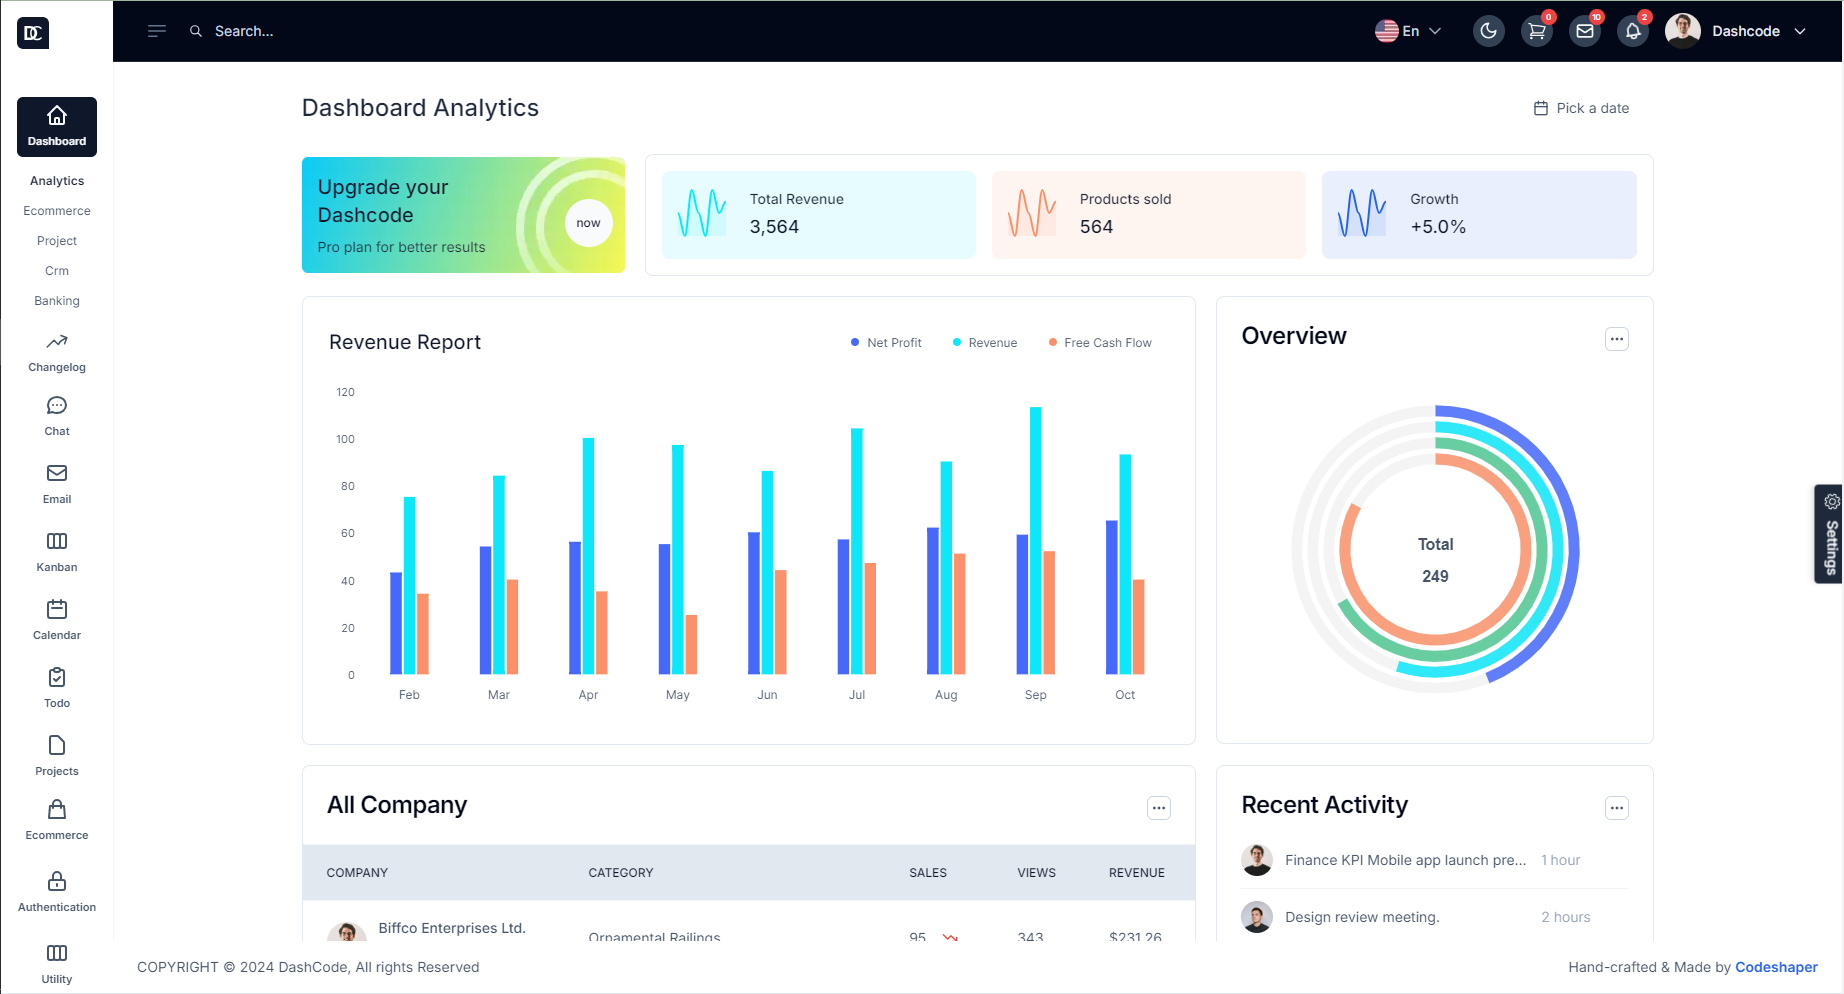 DC
Search...
En
0
10
2
Dashcode
Dashboard
Analytics
Ecommerce
Project
Crm
Banking
Changelog
Chat
Email
Kanban
Calendar
Todo
Projects
Ecommerce
Authentication
Utility
Dashboard Analytics
Pick a date
Upgrade your
Dashcode
Pro plan for better results
now
Total Revenue
3,564
Products sold
564
Growth
+5.0%
Revenue Report
Net Profit
Revenue
Free Cash Flow
120
100
80
60
40
20
0
Feb
Mar
Apr
May
Jun
Jul
Aug
Sep
Oct
Overview
Total
249
Settings
All Company
COMPANY
CATEGORY
SALES
VIEWS
REVENUE
Biffco Enterprises Ltd.
Ornamental Railings
95
343
$231.26
Recent Activity
Finance KPI Mobile app launch pre...
1 hour
Design review meeting.
2 hours
COPYRIGHT © 2024 DashCode, All rights Reserved
Hand-crafted & Made by Codeshaper